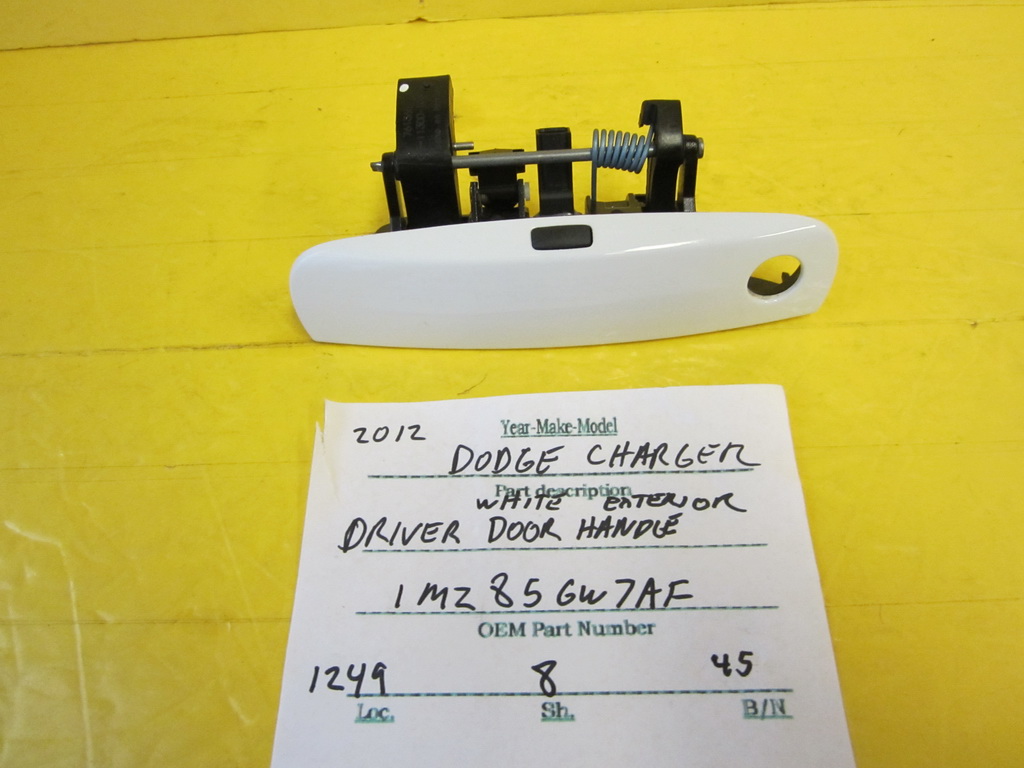 2012 Year-Make-Model
DODGE CHARGER
Part description
WHITE EXTERIOR
DRIVER DOOR HANDLE
1MZ85GW7AF
OEM Part Number
1249 8 45
Loc. Sh. B/N